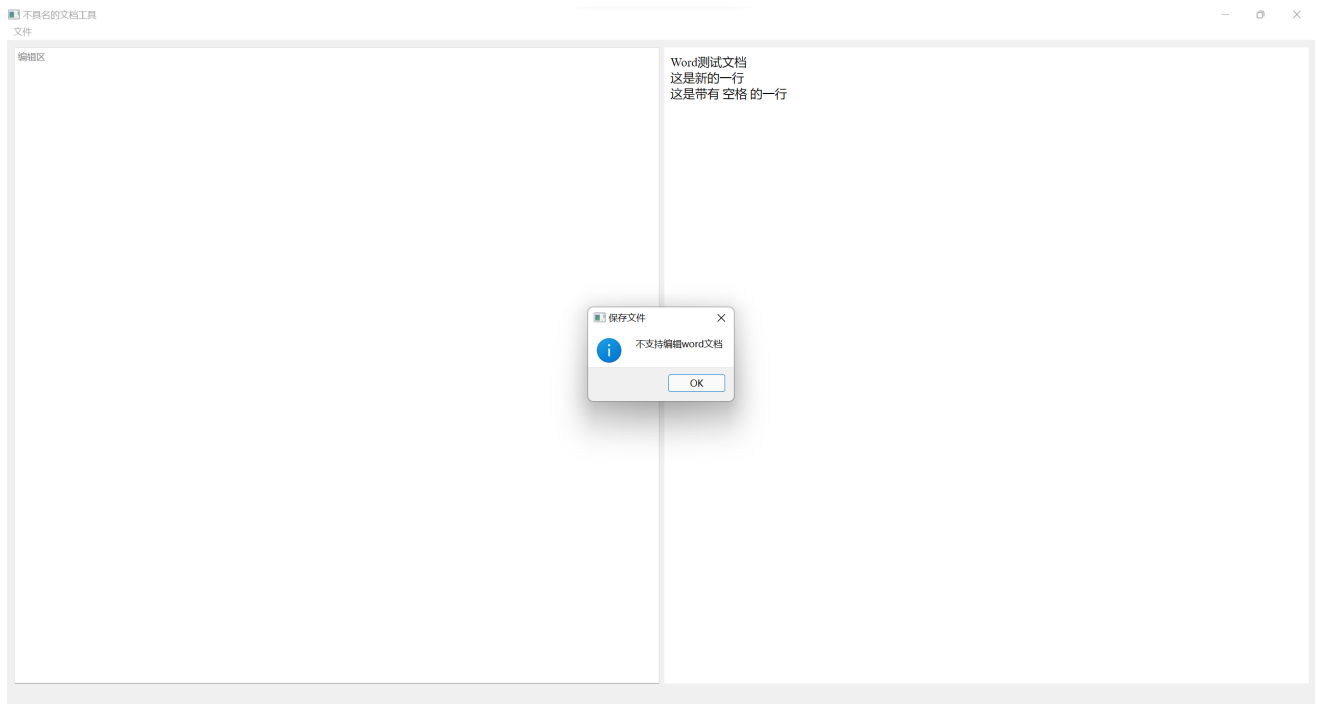 不具名的文档工具
文件
编辑区
Word测试文档
这是新的一行
这是带有 空格 的一行
保存文件
不支持编辑word文档
OK